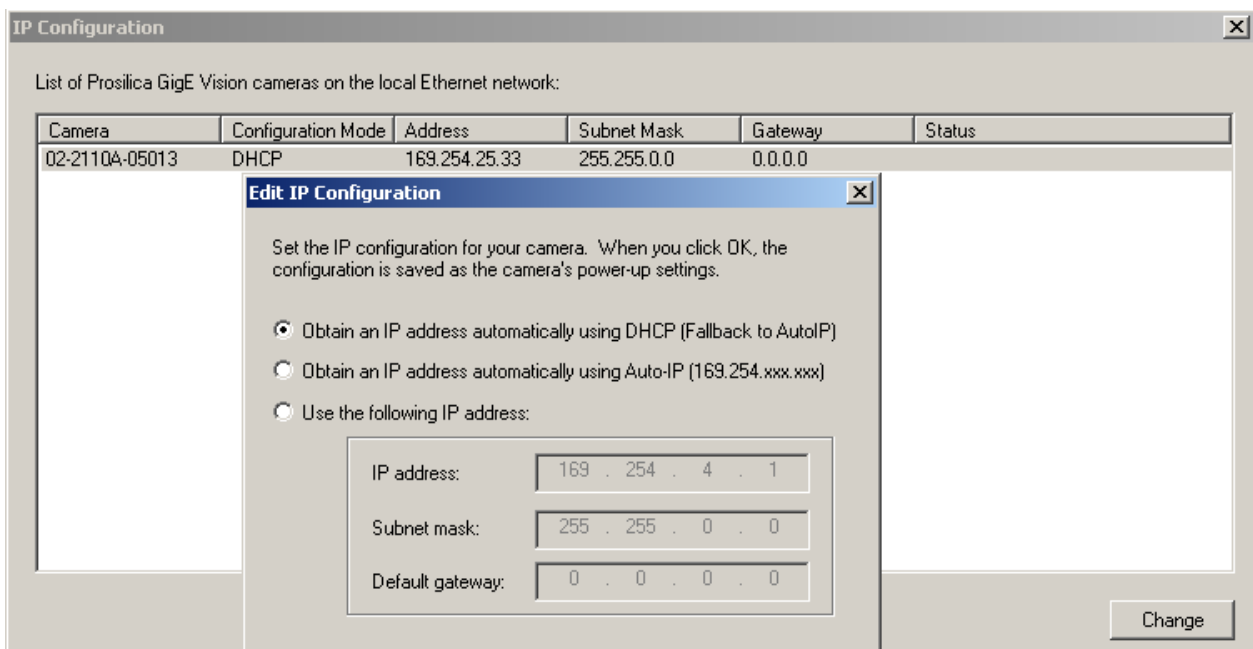 IP Configuration
List of Prosilica GigE Vision cameras on the local Ethernet network:
Camera Configuration Mode Address Subnet Mask Gateway Status
02-2110A-05013 DHCP 169.254.25.33 255.255.0.0 0.0.0.0
Edit IP Configuration
Set the IP configuration for your camera. When you click OK, the
configuration is saved as the camera's power-up settings.
Obtain an IP address automatically using DHCP (Fallback to AutoIP)
Obtain an IP address automatically using Auto-IP (169.254.xxx.xxx)
Use the following IP address:
IP address: 169 . 254 . 4 . 1
Subnet mask: 255 . 255 . 0 . 0
Default gateway: 0 . 0 . 0 . 0
Change